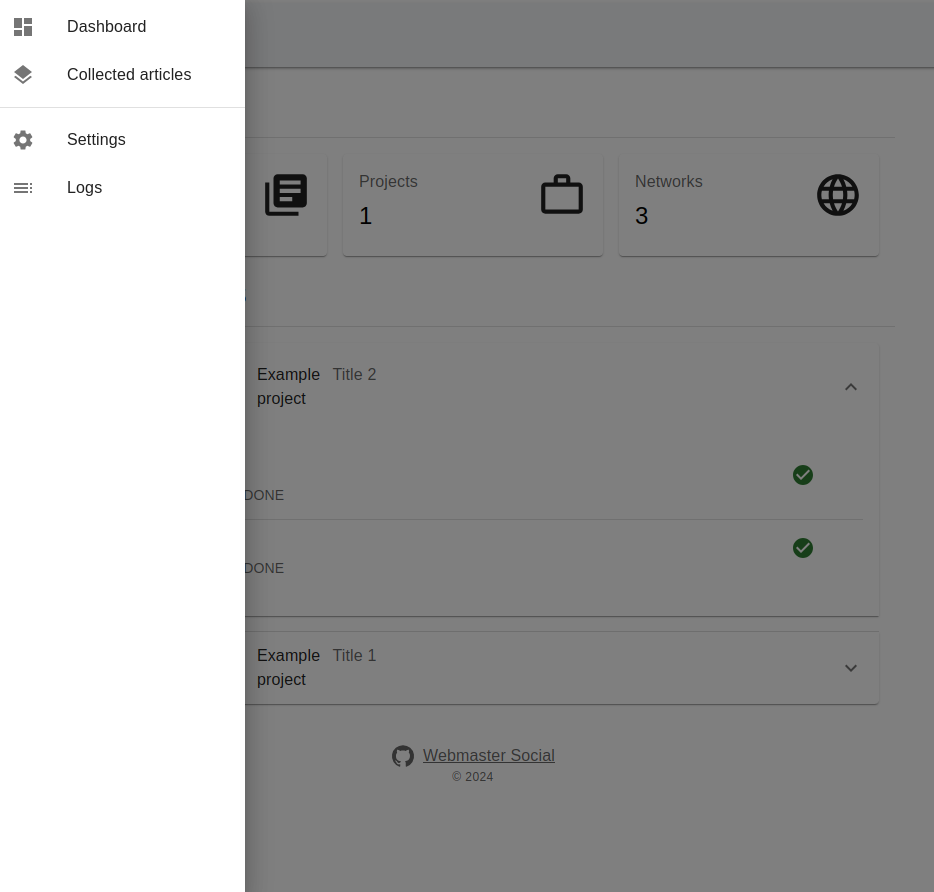 Dashboard
Collected articles
Settings
Logs
Projects
1
Networks
3
Example
project
Title 2
DONE
DONE
Example
project
Title 1
Webmaster Social
© 2024